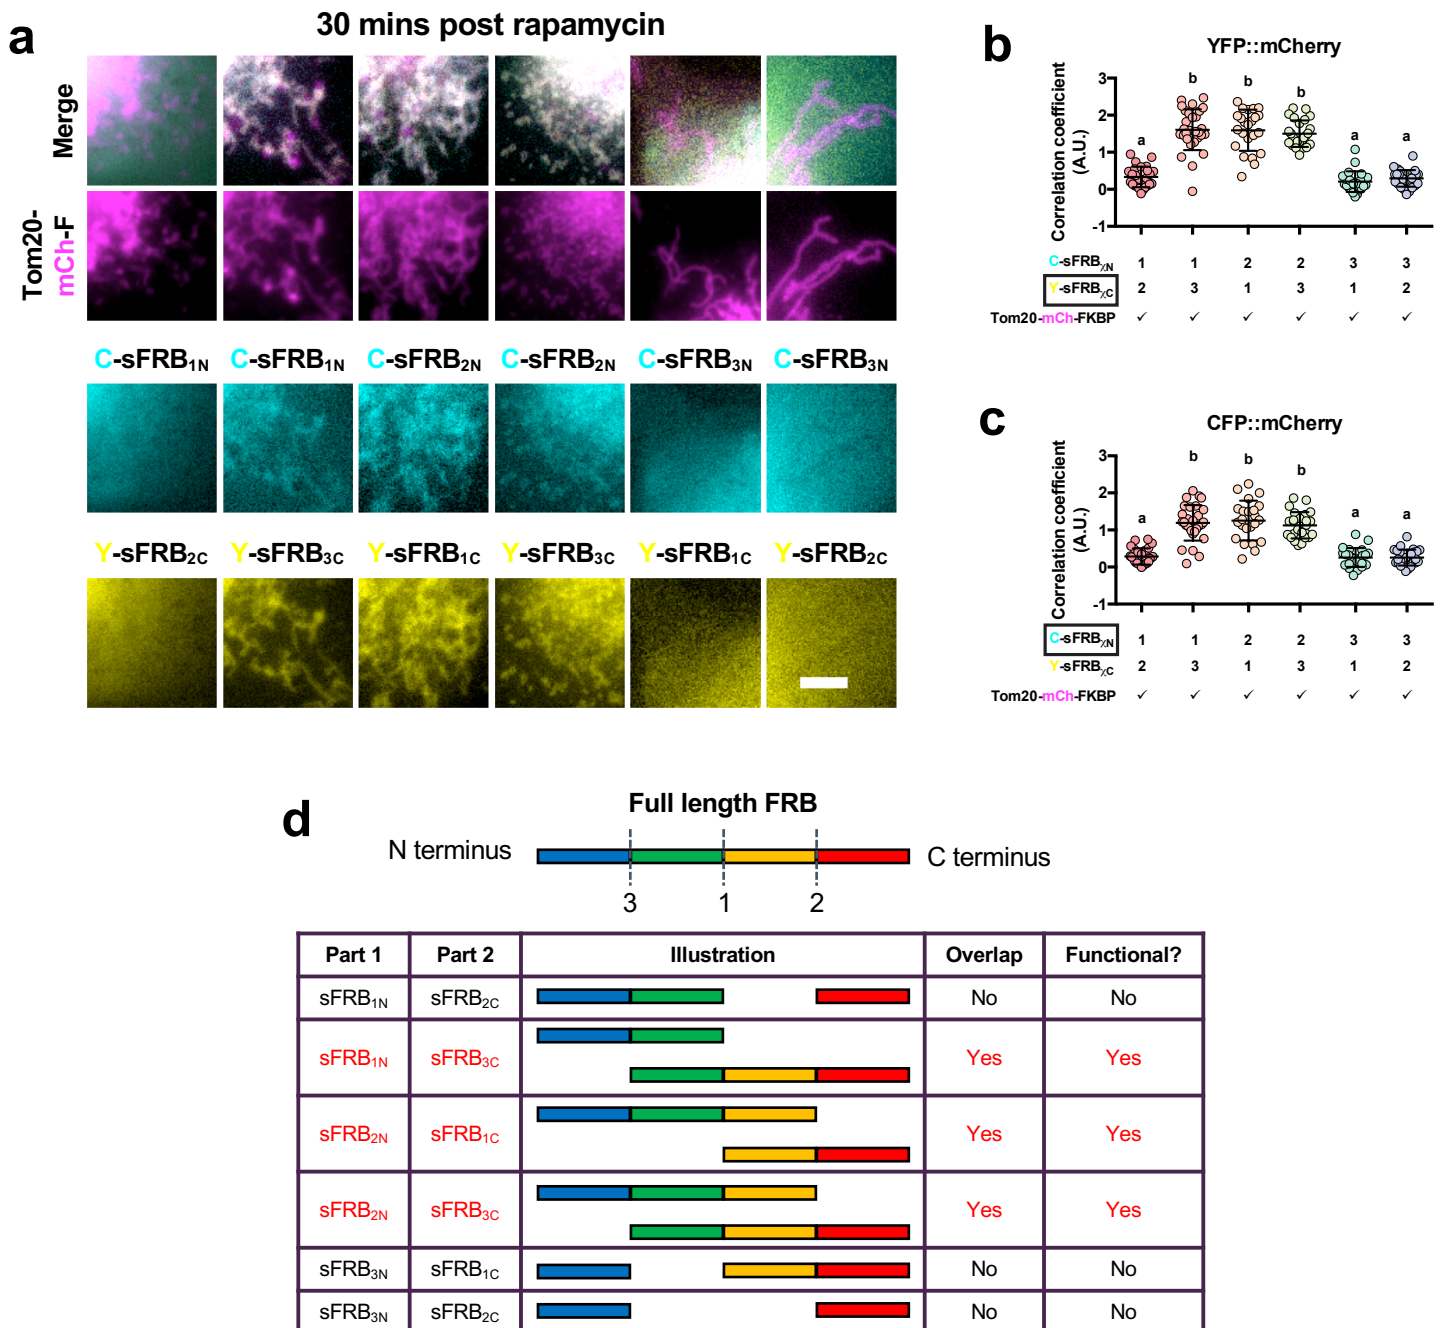 a
30 mins post rapamycin
Merge
Tom20-
mCh-F
C-sFRB1N C-sFRB1N C-sFRB2N C-sFRB2N C-sFRB3N C-sFRB3N
Y-sFRB2C Y-sFRB3C Y-sFRB1C Y-sFRB3C Y-sFRB1C Y-sFRB2C
b
YFP::mCherry
Correlation coefficient
(A.U.)
3
2
1
0
-1
a b b b a a
C-sFRBχN 1 1 2 2 3 3
Y-sFRBχC 2 3 1 3 1 2
Tom20-mCh-FKBP ✓ ✓ ✓ ✓ ✓ ✓
c
CFP::mCherry
Correlation coefficient
(A.U.)
3
2
1
0
-1
a b b b a a
C-sFRBχN 1 1 2 2 3 3
Y-sFRBχC 2 3 1 3 1 2
Tom20-mCh-FKBP ✓ ✓ ✓ ✓ ✓ ✓
d
Full length FRB
N terminus C terminus
3 1 2
Part 1 Part 2 Illustration Overlap Functional?
sFRB1N sFRB2C No No
sFRB1N sFRB3C Yes Yes
sFRB2N sFRB1C Yes Yes
sFRB2N sFRB3C Yes Yes
sFRB3N sFRB1C No No
sFRB3N sFRB2C No No